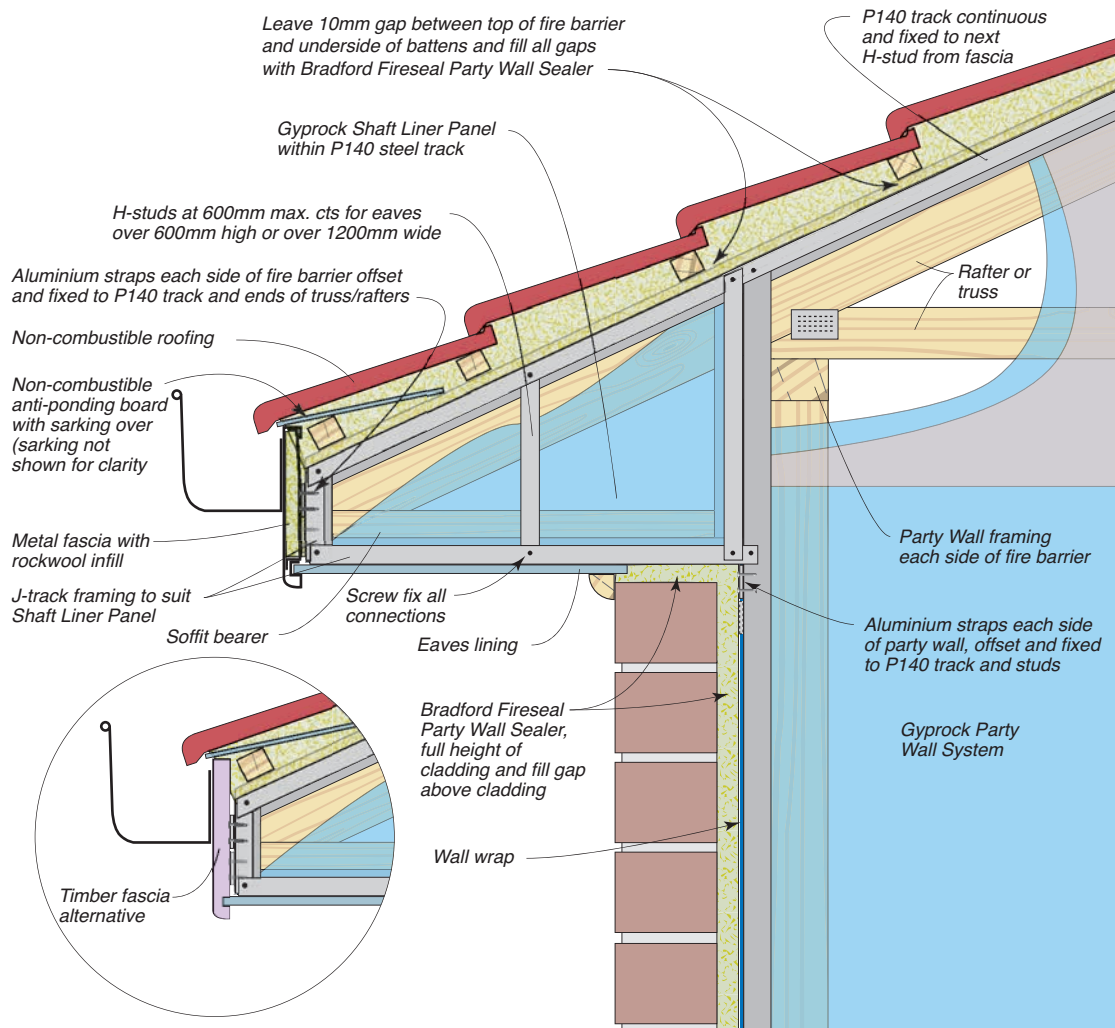 Leave 10mm gap between top of fire barrier
and underside of battens and fill all gaps
with Bradford Fireseal Party Wall Sealer
P140 track continuous
and fixed to next
H-stud from fascia
Gyprock Shaft Liner Panel
within P140 steel track
H-studs at 600mm max. cts for eaves
over 600mm high or over 1200mm wide
Aluminium straps each side of fire barrier offset
and fixed to P140 track and ends of truss/rafters
Rafter or
truss
Non-combustible roofing
Non-combustible
anti-ponding board
with sarking over
(sarking not
shown for clarity
Metal fascia with
rockwool infill
Party Wall framing
each side of fire barrier
J-track framing to suit
Shaft Liner Panel
Screw fix all
connections
Soffit bearer
Eaves lining
Aluminium straps each side
of party wall, offset and fixed
to P140 track and studs
Bradford Fireseal
Party Wall Sealer,
full height of
cladding and fill gap
above cladding
Gyprock Party
Wall System
Wall wrap
Timber fascia
alternative